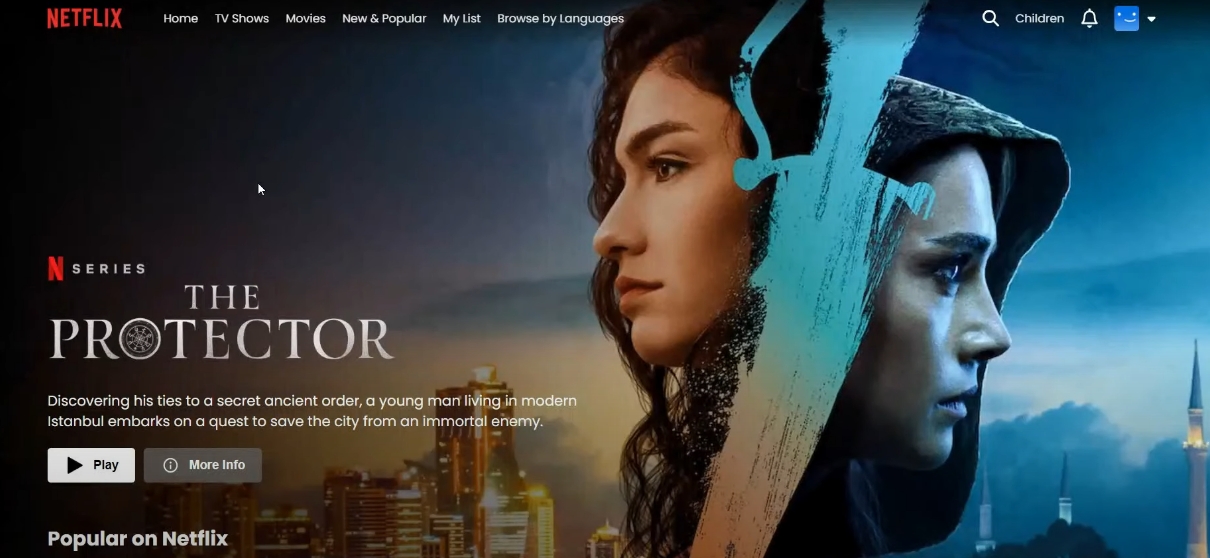 NETFLIX Home TV Shows Movies New & Popular My List Browse by Languages Children
N SERIES
THE
PROTECTOR
Discovering his ties to a secret ancient order, a young man living in modern
Istanbul embarks on a quest to save the city from an immortal enemy.
Play More Info
Popular on Netflix